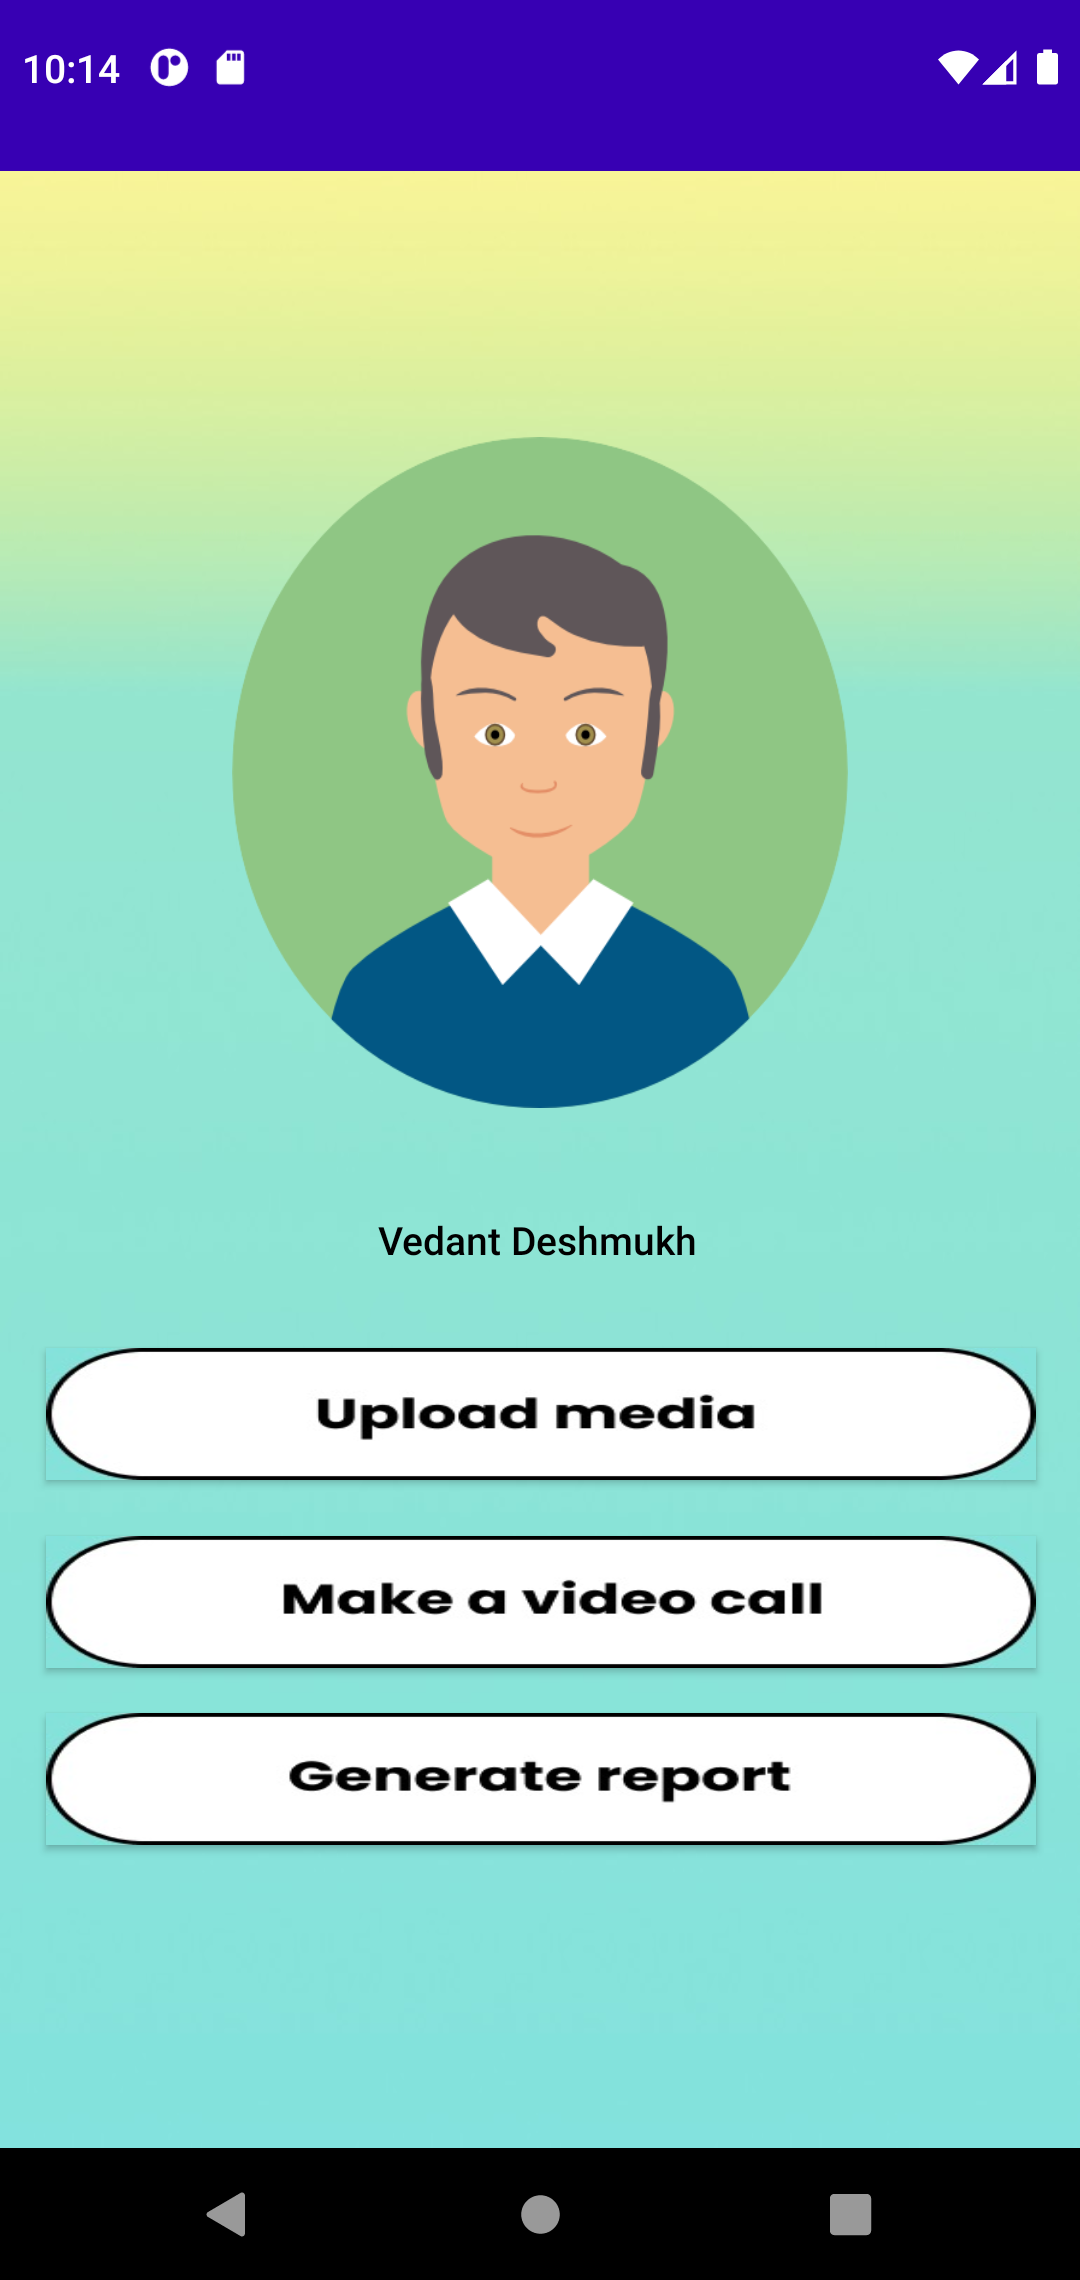 10:14
Vedant Deshmukh
Upload media
Make a video call
Generate report